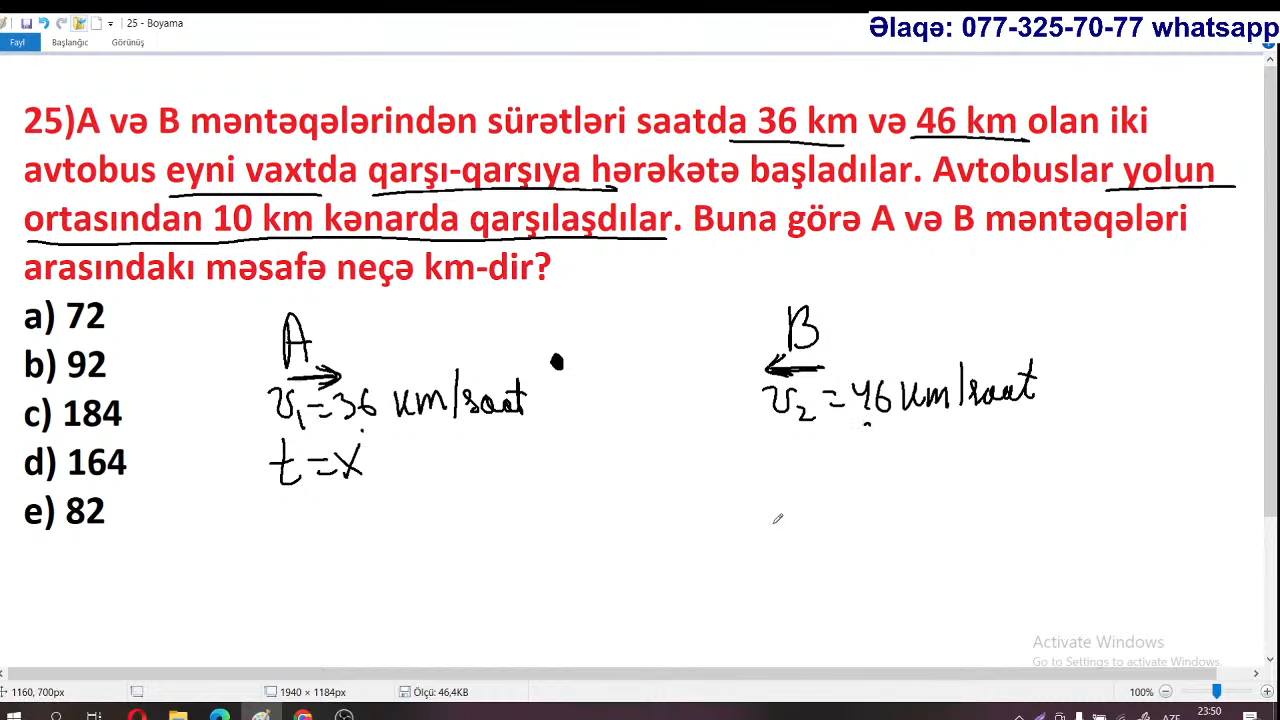 25 - Boyama
Əlaqə: 077-325-70-77 whatsapp
Fayl Başlanğıc Görünüş
25)A və B məntəqələrindən sürətləri saatda 36 km və 46 km olan iki
avtobus eyni vaxtda qarşı-qarşıya hərəkətə başladılar. Avtobuslar yolun
ortasından 10 km kənarda qarşılaşdılar. Buna görə A və B məntəqələri
arasındakı məsafə neçə km-dir?
a) 72
b) 92
c) 184
d) 164
e) 82
A B
v₁=36 km/saat v₂=46 km/saat
t=x
Activate Windows
Go to Settings to activate Windows.
1160, 700px 1940 × 1184px Ölçü: 46,4KB 100%
AZE 23:50